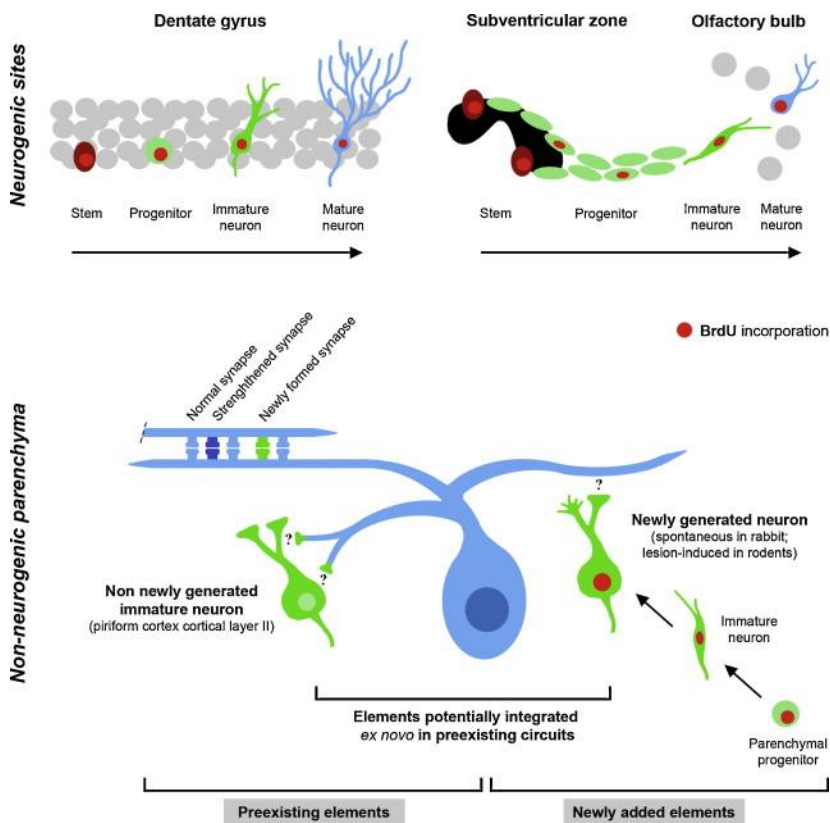 Dentate gyrus
Subventricular zone
Olfactory bulb
Neurogenic sites
Stem
Progenitor
Immature
neuron
Mature
neuron
Stem
Progenitor
Immature
neuron
Mature
neuron
BrdU incorporation
Normal synapse
Strenghthened synapse
Newly formed synapse
Non-neurogenic parenchyma
?
?
?
Newly generated neuron
(spontaneous in rabbit;
lesion-induced in rodents)
Non newly generated
immature neuron
(piriform cortex cortical layer II)
Immature
neuron
Elements potentially integrated
ex novo in preexisting circuits
Parenchymal
progenitor
Preexisting elements
Newly added elements